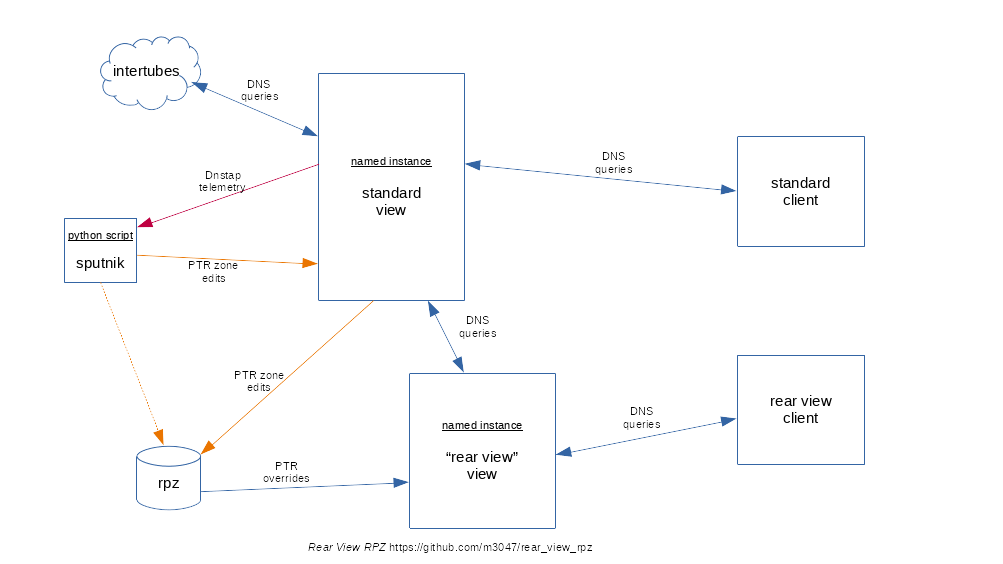 intertubes
DNS
queries
named instance
standard
view
DNS
queries
standard
client
Dnstap
telemetry
python script
sputnik
PTR zone
edits
DNS
queries
PTR zone
edits
rear view
client
DNS
queries
named instance
“rear view”
view
rpz
PTR
overrides
Rear View RPZ https://github.com/m3047/rear_view_rpz